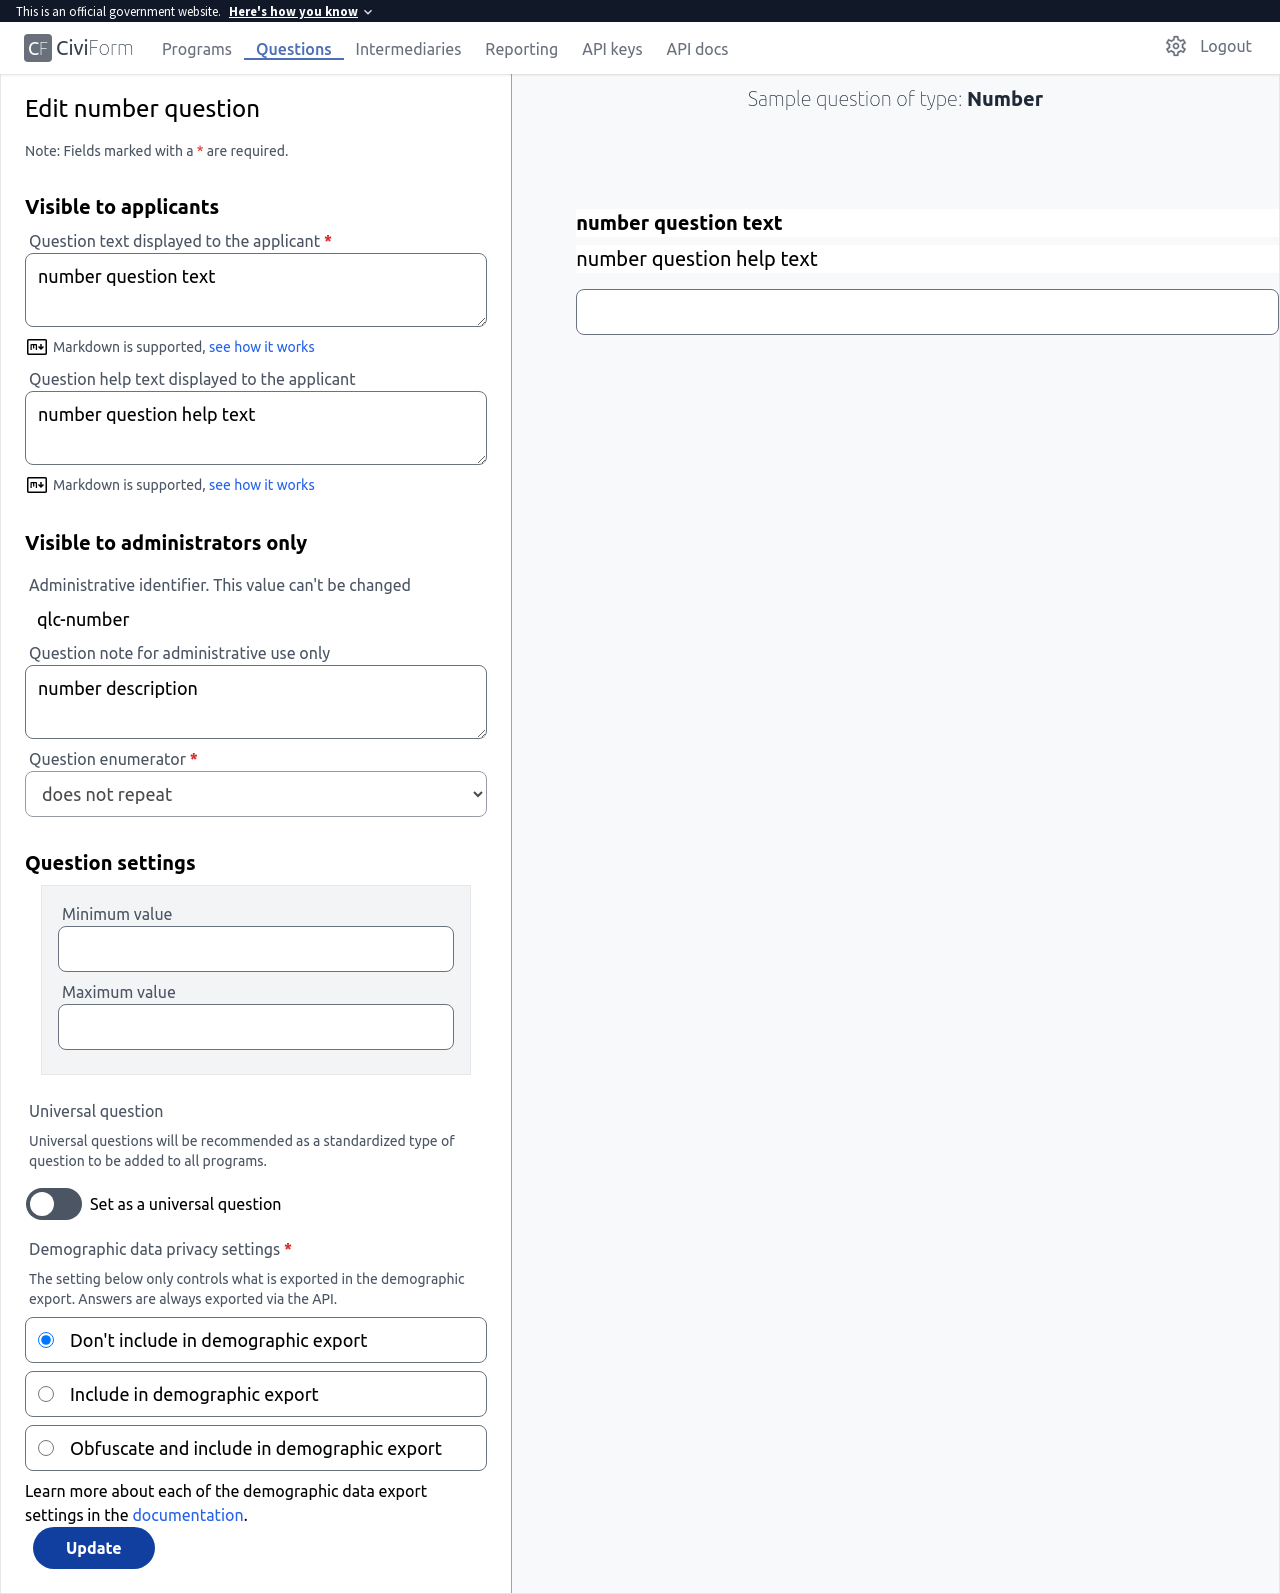 This is an official government website. Here's how you know
CF CiviForm Programs Questions Intermediaries Reporting API keys API docs Logout
Edit number question
Note: Fields marked with a * are required.
Visible to applicants
Question text displayed to the applicant *
number question text
Markdown is supported, see how it works
Question help text displayed to the applicant
number question help text
Markdown is supported, see how it works
Visible to administrators only
Administrative identifier. This value can't be changed
qlc-number
Question note for administrative use only
number description
Question enumerator *
does not repeat
Question settings
Minimum value
Maximum value
Universal question
Universal questions will be recommended as a standardized type of
question to be added to all programs.
Set as a universal question
Demographic data privacy settings *
The setting below only controls what is exported in the demographic
export. Answers are always exported via the API.
Don't include in demographic export
Include in demographic export
Obfuscate and include in demographic export
Learn more about each of the demographic data export
settings in the documentation.
Update
Sample question of type: Number
number question text
number question help text